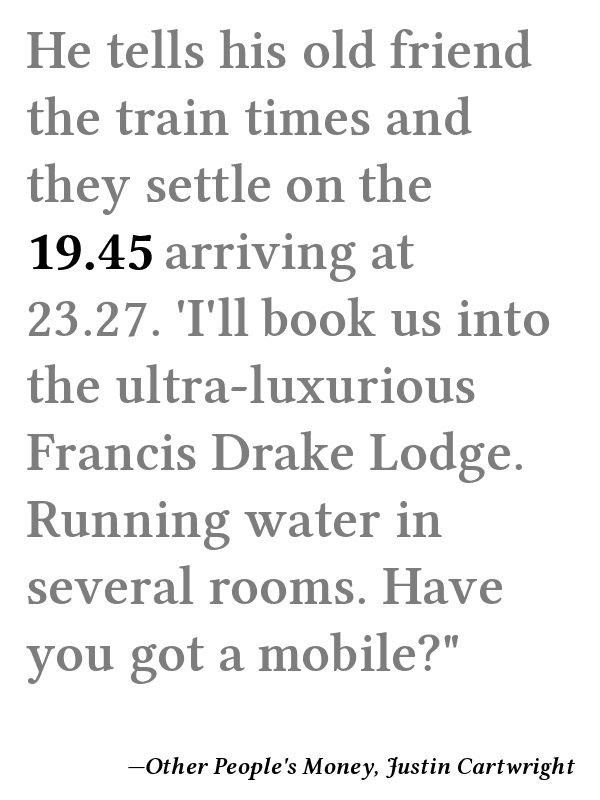 He tells his old friend
the train times and
they settle on the
19.45 arriving at
23.27. 'I'll book us into
the ultra-luxurious
Francis Drake Lodge.
Running water in
several rooms. Have
you got a mobile?"
—Other People's Money, Justin Cartwright